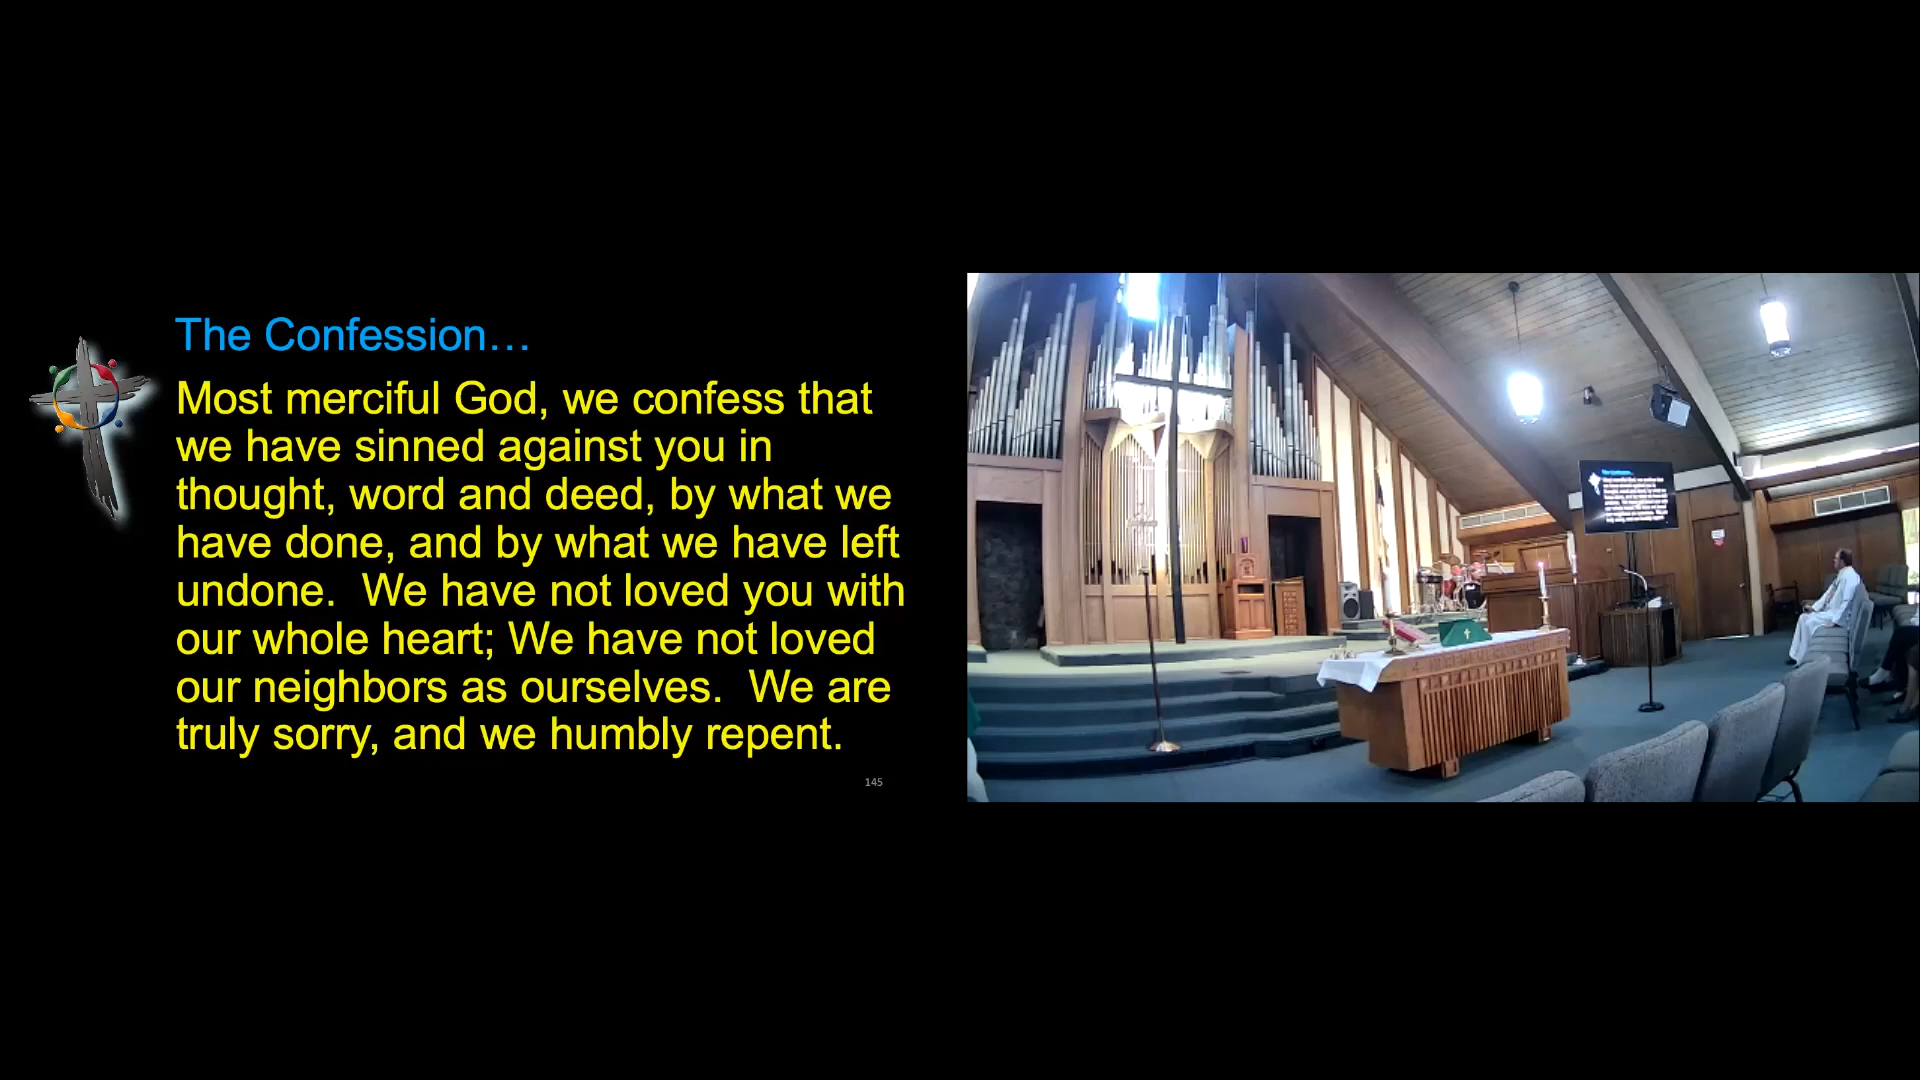 The Confession…
Most merciful God, we confess that
we have sinned against you in
thought, word and deed, by what we
have done, and by what we have left
undone.  We have not loved you with
our whole heart; We have not loved
our neighbors as ourselves.  We are
truly sorry, and we humbly repent.
145